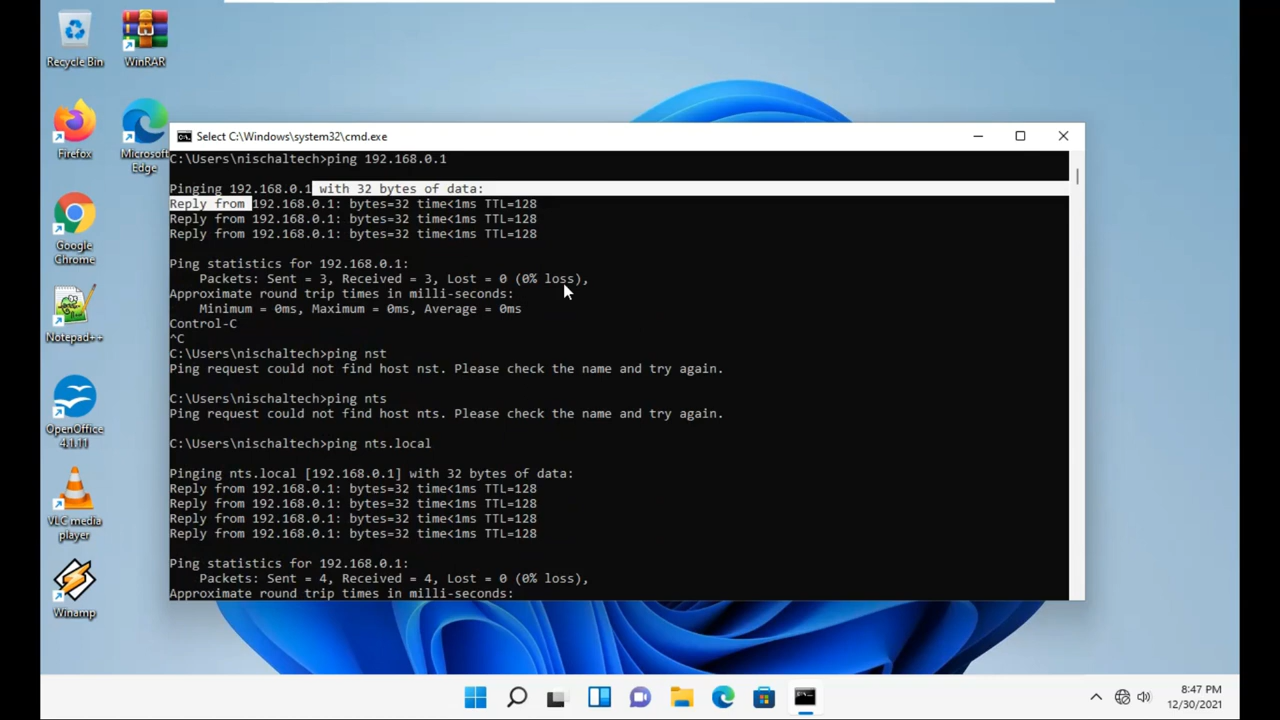 Recycle Bin
WinRAR
Firefox
Microsoft
Edge
Google
Chrome
Notepad++
OpenOffice
4.1.11
VLC media
player
Winamp
Select C:\Windows\system32\cmd.exe
C:\Users\nischaltech>ping 192.168.0.1
Pinging 192.168.0.1 with 32 bytes of data:
Reply from 192.168.0.1: bytes=32 time<1ms TTL=128
Reply from 192.168.0.1: bytes=32 time<1ms TTL=128
Reply from 192.168.0.1: bytes=32 time<1ms TTL=128
Ping statistics for 192.168.0.1:
Packets: Sent = 3, Received = 3, Lost = 0 (0% loss),
Approximate round trip times in milli-seconds:
Minimum = 0ms, Maximum = 0ms, Average = 0ms
Control-C
^C
C:\Users\nischaltech>ping nst
Ping request could not find host nst. Please check the name and try again.
C:\Users\nischaltech>ping nts
Ping request could not find host nts. Please check the name and try again.
C:\Users\nischaltech>ping nts.local
Pinging nts.local [192.168.0.1] with 32 bytes of data:
Reply from 192.168.0.1: bytes=32 time<1ms TTL=128
Reply from 192.168.0.1: bytes=32 time<1ms TTL=128
Reply from 192.168.0.1: bytes=32 time<1ms TTL=128
Reply from 192.168.0.1: bytes=32 time<1ms TTL=128
Ping statistics for 192.168.0.1:
Packets: Sent = 4, Received = 4, Lost = 0 (0% loss),
Approximate round trip times in milli-seconds:
8:47 PM
12/30/2021